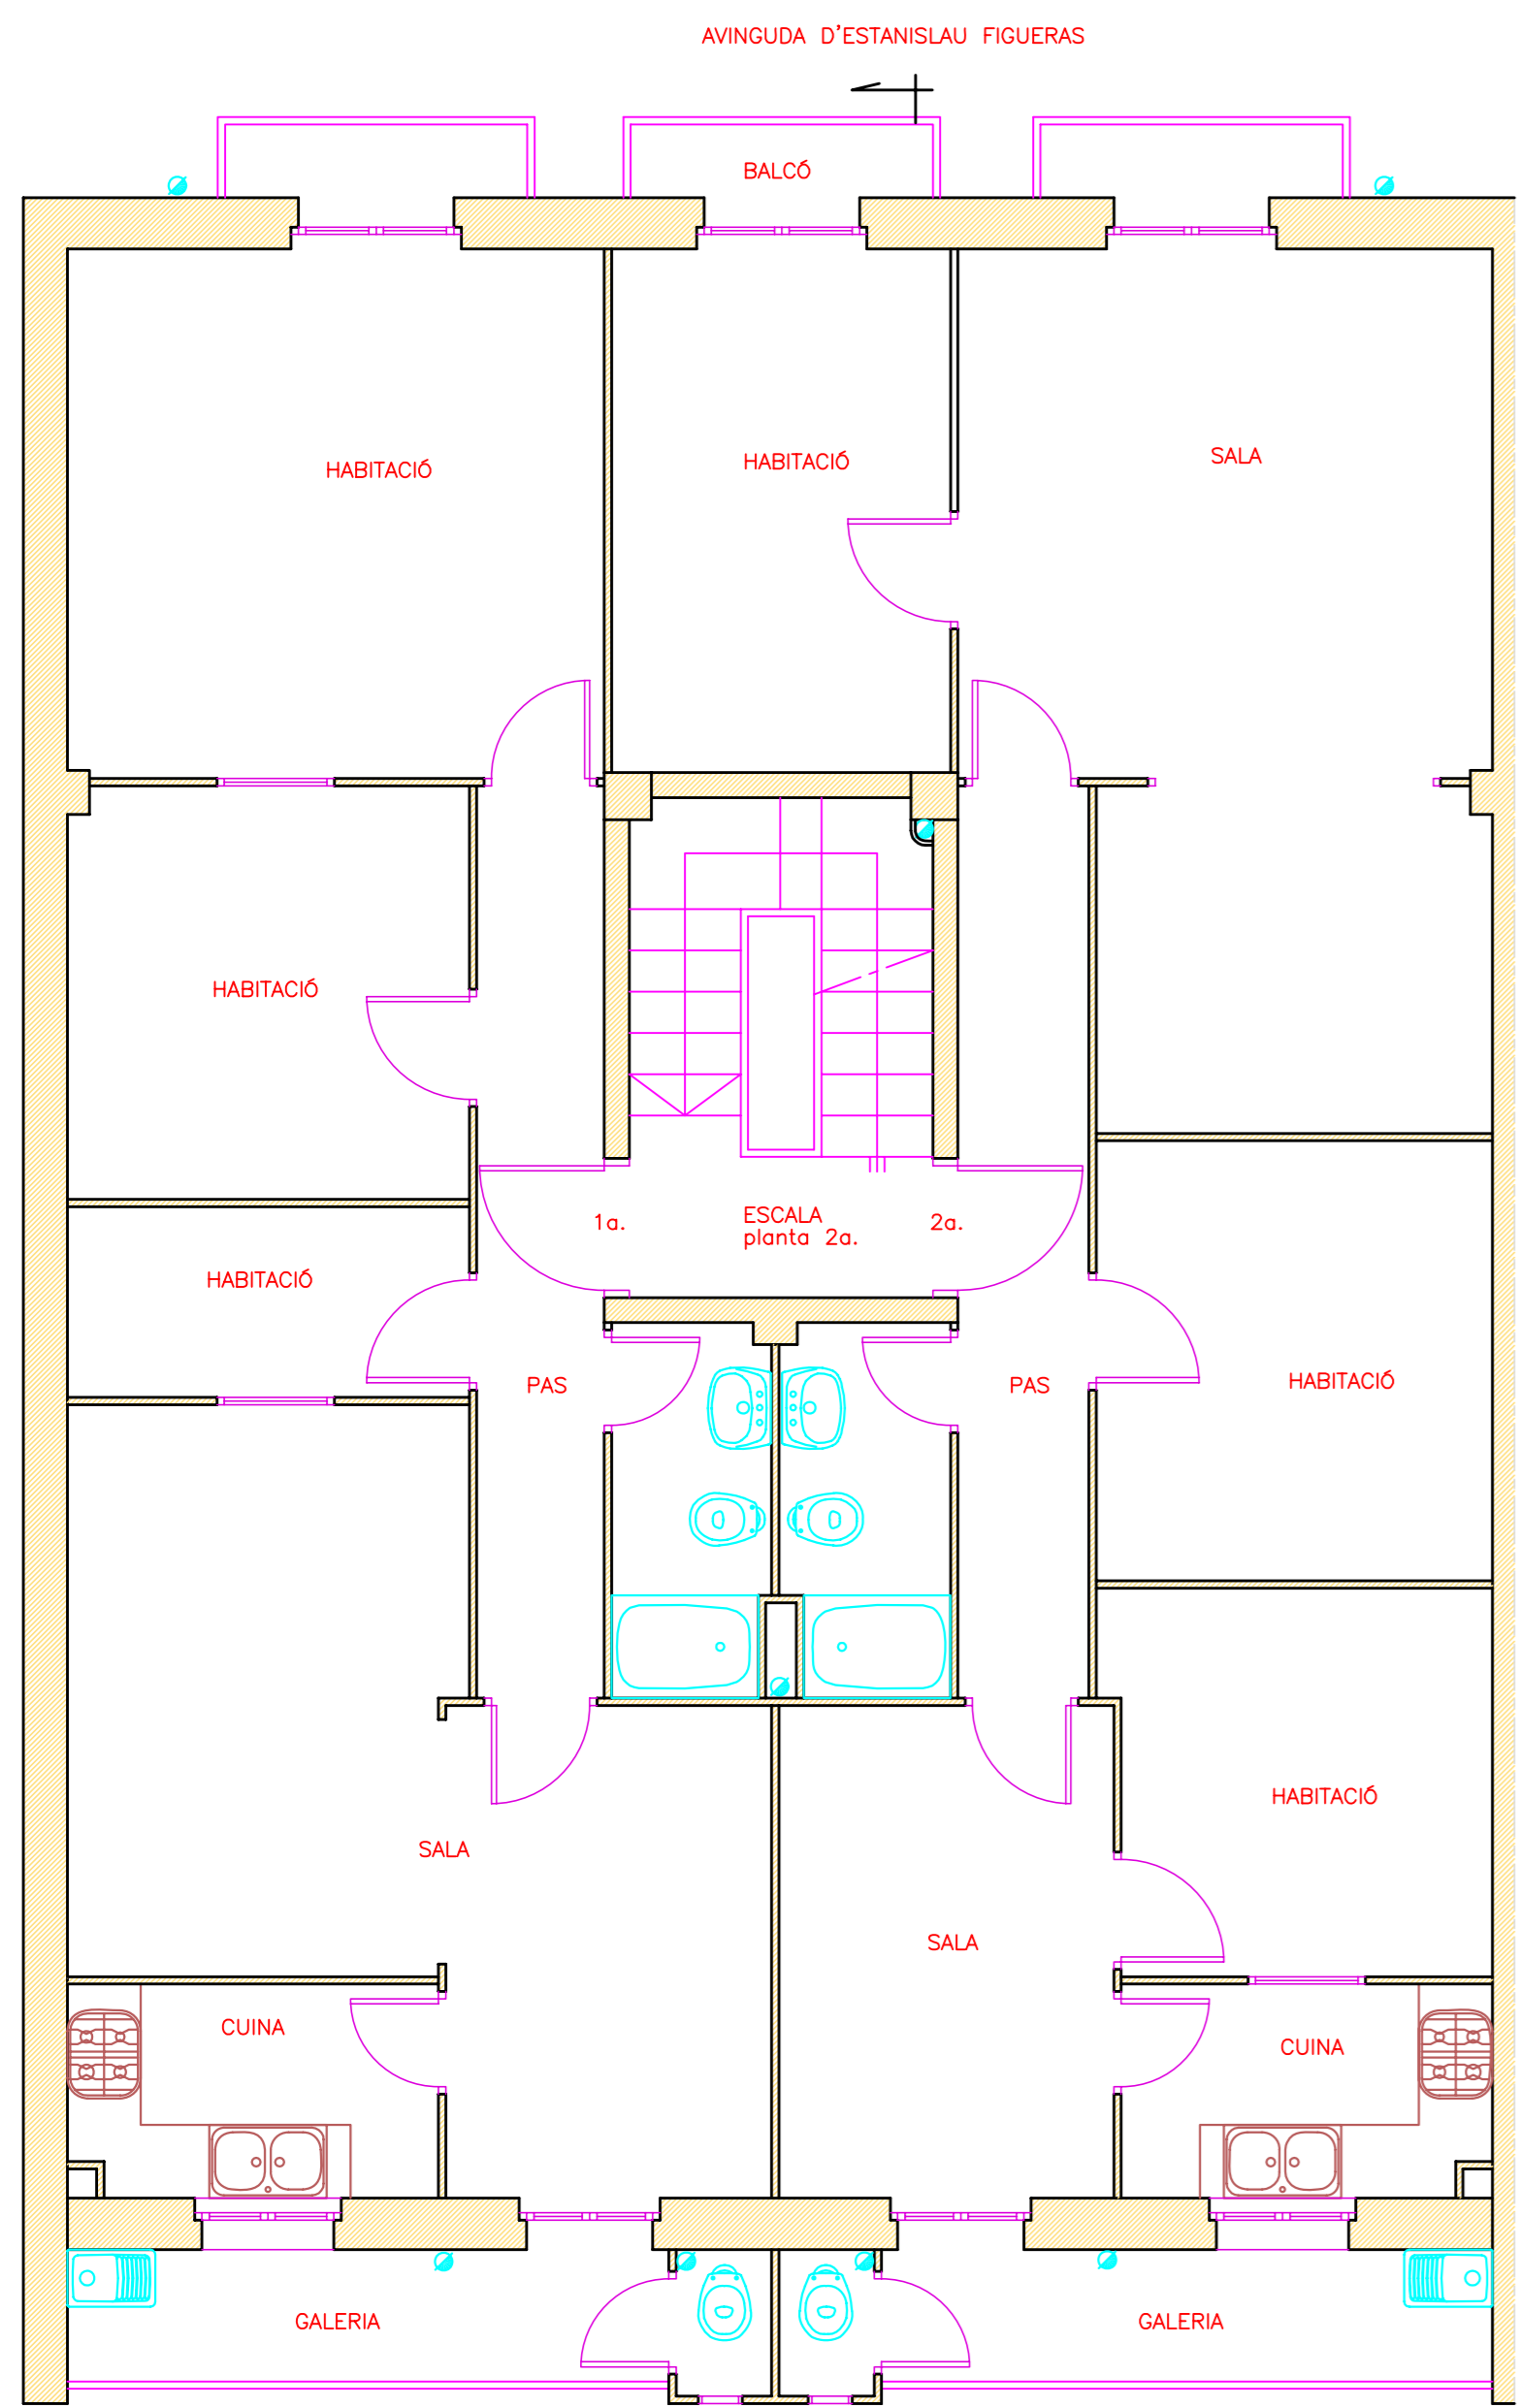 AVINGUDA D'ESTANISLAU FIGUERAS
BALCÓ
HABITACIÓ
HABITACIÓ
SALA
HABITACIÓ
1a.
ESCALA
planta 2a.
2a.
HABITACIÓ
PAS
PAS
HABITACIÓ
HABITACIÓ
SALA
SALA
CUINA
CUINA
GALERIA
GALERIA